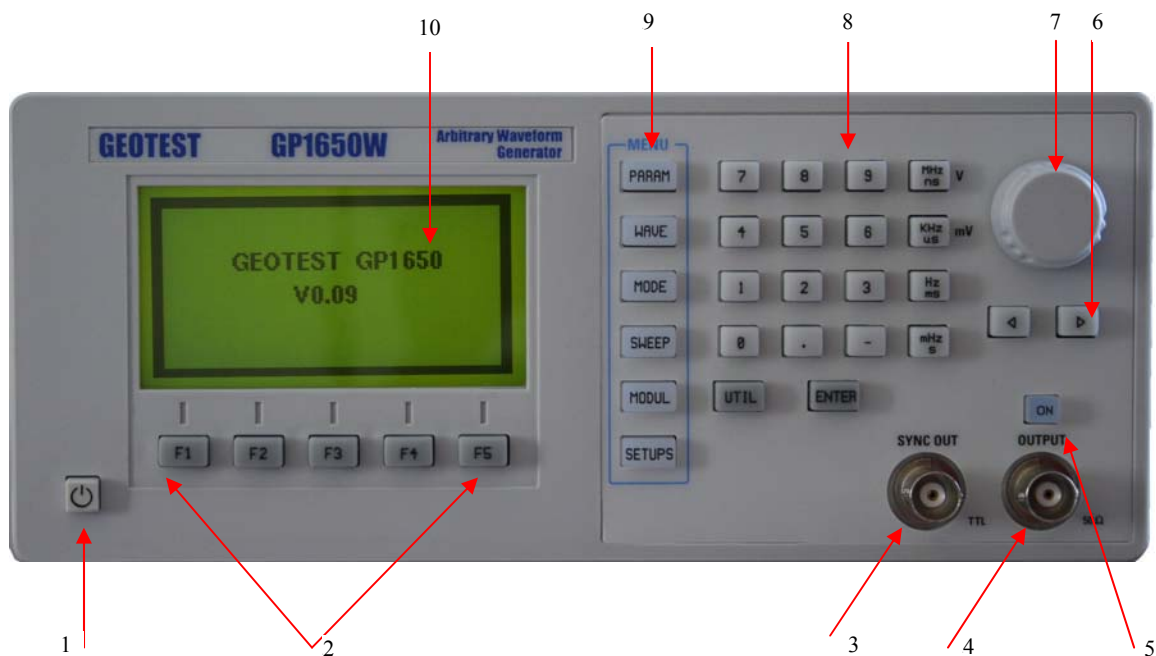 10 9 8 7 6
GEOTEST GP1650W Arbitrary Waveform
Generator
GEOTEST GP1650
V0.09
F1 F2 F3 F4 F5
MENU
PARAM
WAVE
MODE
SWEEP
MODUL
SETUPS
7 8 9 MHz
ns V
4 5 6 KHz
us mV
1 2 3 Hz
ms
0 . - mHz
s
UTIL ENTER
ON
SYNC OUT OUTPUT
TTL 50Ω
1 2 3 4 5